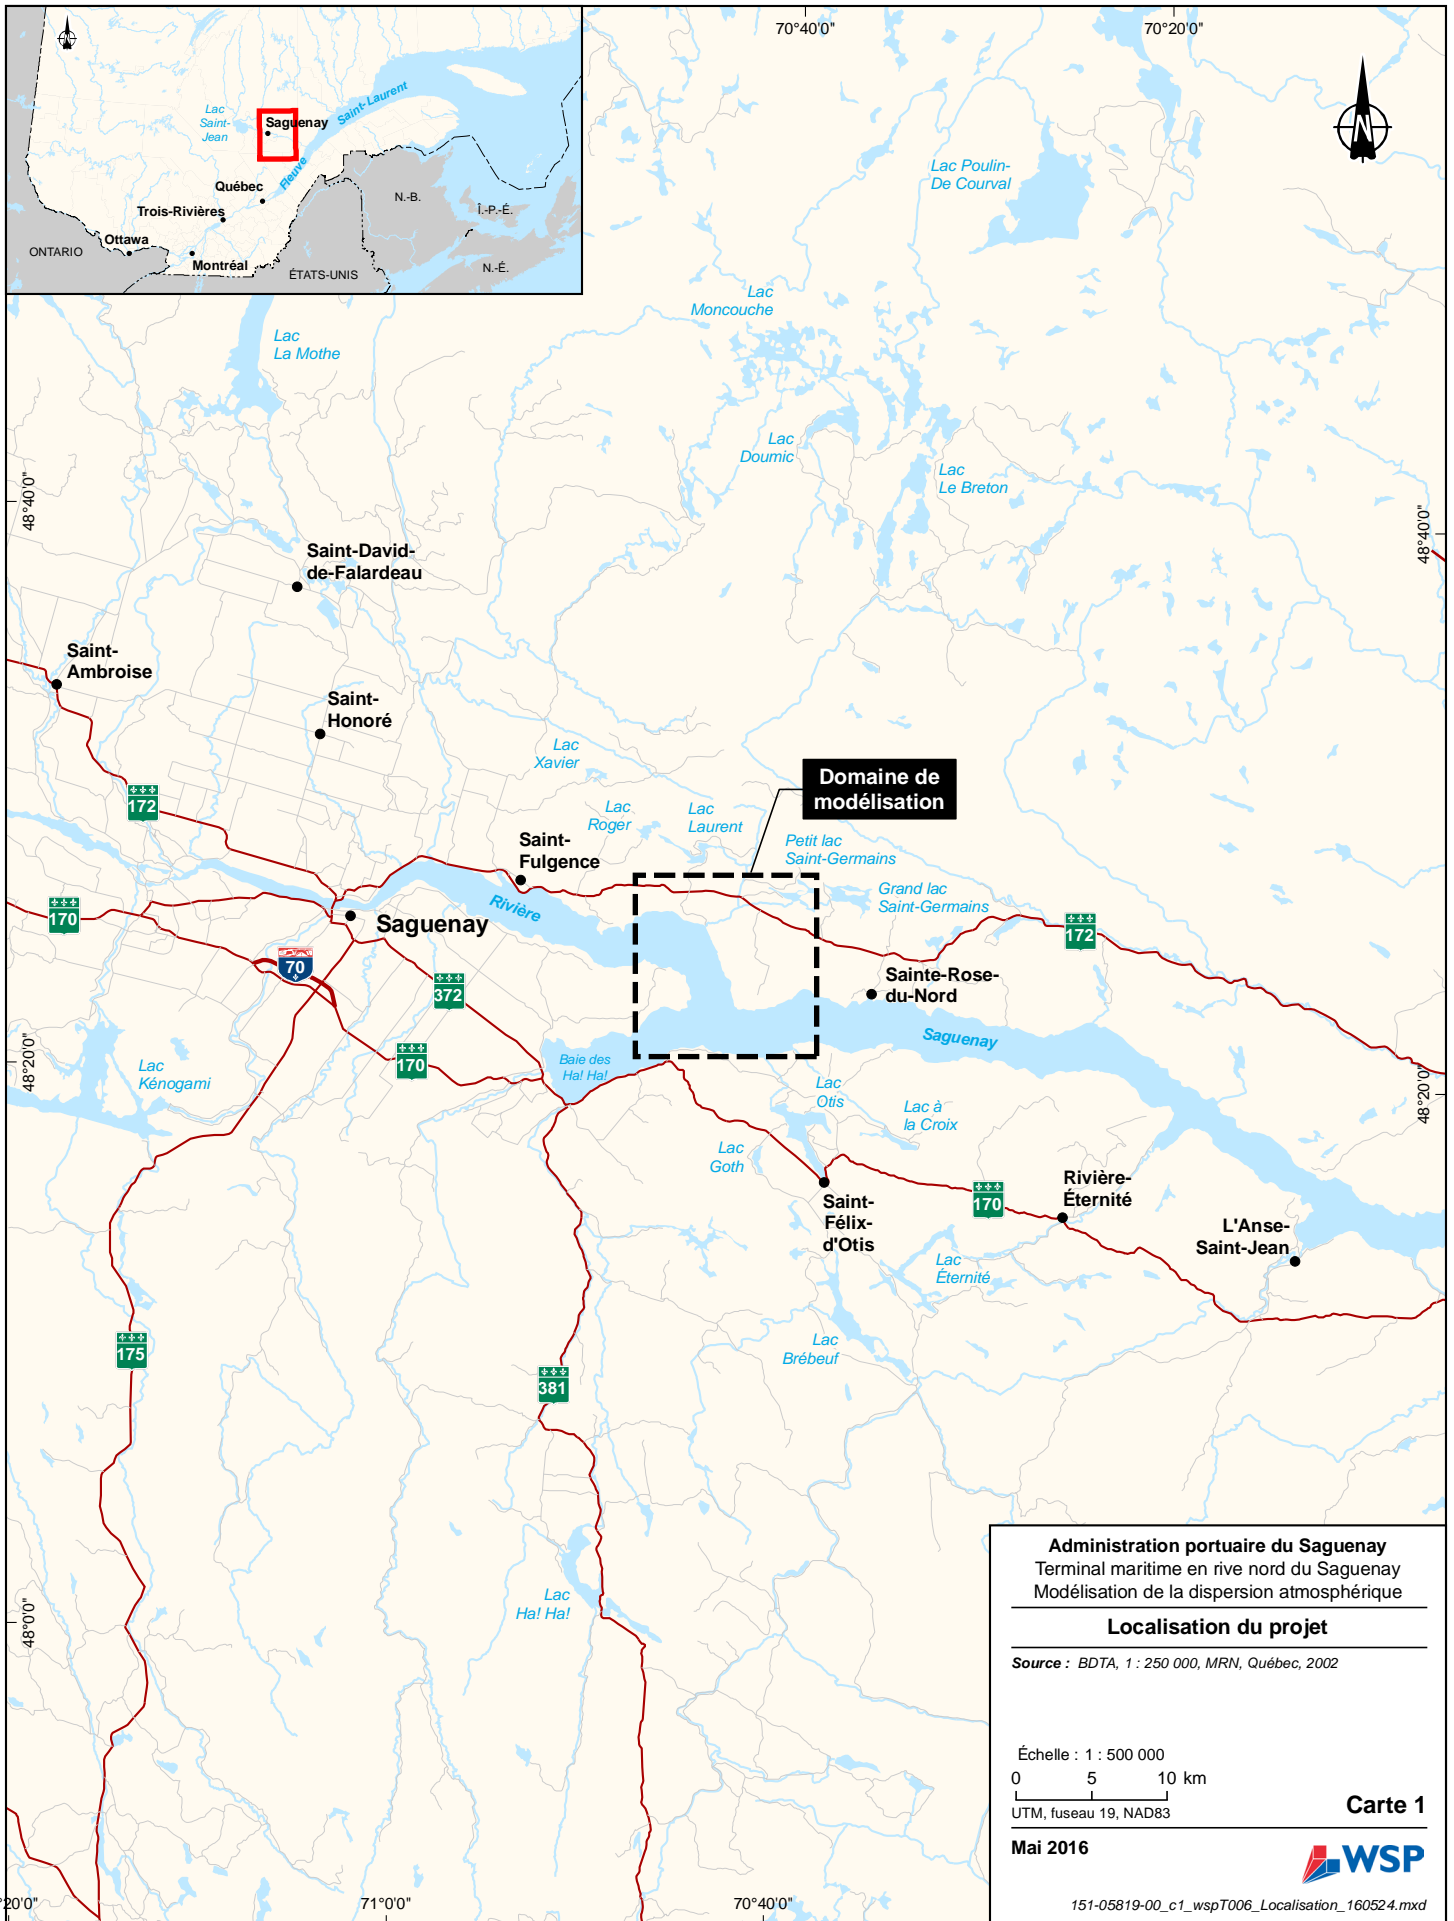 70°40'0"
70°20'0"
Lac
Saint-
Jean
Saguenay
Fleuve
Saint-Laurent
Québec
Trois-Rivières
Ottawa
Montréal
ONTARIO
ÉTATS-UNIS
N.-B.
Î.-P.-É.
N.-É.
N
Lac Poulin-
De Courval
Lac
Moncouche
Lac
La Mothe
Lac
Doumic
Lac
Le Breton
48°40'0"
48°40'0"
Saint-David-
de-Falardeau
Saint-
Ambroise
Saint-
Honoré
Lac
Xavier
Domaine de
modélisation
172
Lac
Roger
Lac
Laurent
Petit lac
Saint-Germains
Saint-
Fulgence
Grand lac
Saint-Germains
170
Saguenay
Rivière
172
70
372
Sainte-Rose-
du-Nord
Saguenay
170
Baie des
Ha! Ha!
48°20'0"
48°20'0"
Lac
Kénogami
Lac
Otis
Lac à
la Croix
Lac
Goth
Saint-
Félix-
d'Otis
170
Rivière-
Éternité
L'Anse-
Saint-Jean
Lac
Éternité
175
Lac
Brébeuf
381
Lac
Ha! Ha!
48°0'0"
Administration portuaire du Saguenay
Terminal maritime en rive nord du Saguenay
Modélisation de la dispersion atmosphérique
Localisation du projet
Source : BDTA, 1 : 250 000, MRN, Québec, 2002
Échelle : 1 : 500 000
0 5 10 km
UTM, fuseau 19, NAD83
Carte 1
Mai 2016
WSP
151-05819-00_c1_wspT006_Localisation_160524.mxd
°20'0"
71°0'0"
70°40'0"